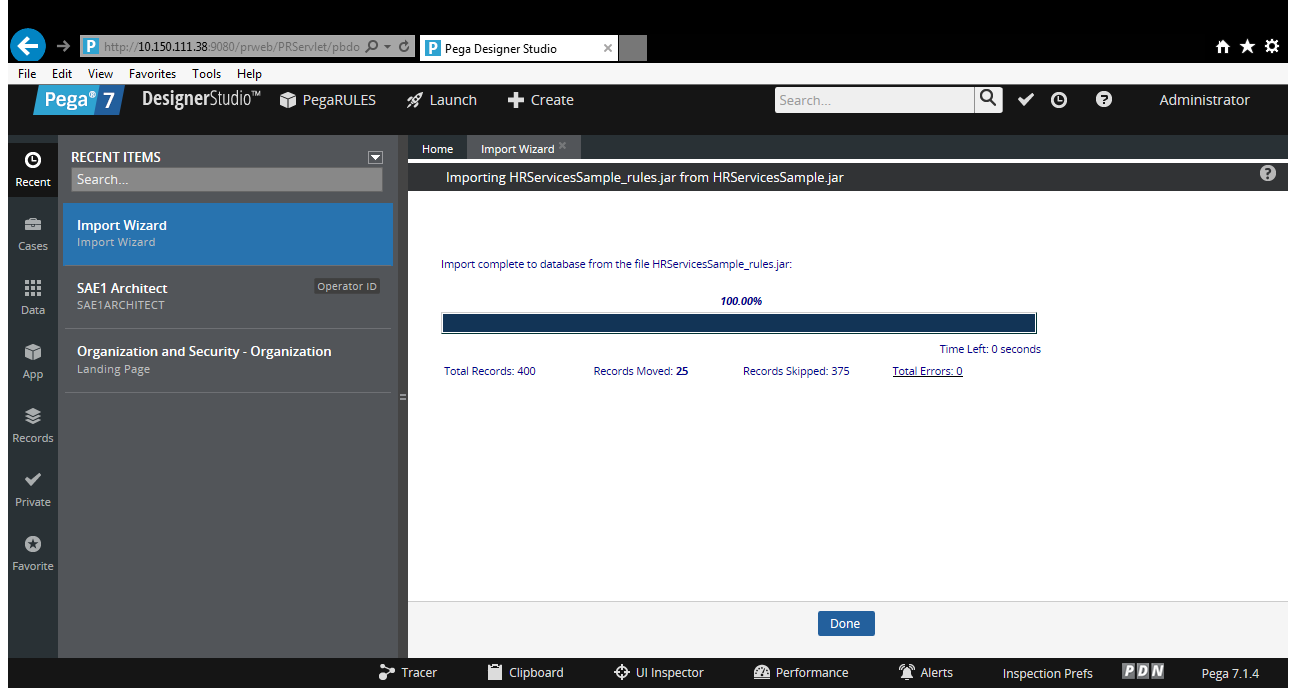 http://10.150.111.38:9080/prweb/PRServlet/pbdo
Pega Designer Studio
File Edit View Favorites Tools Help
Pega® 7 DesignerStudio™ PegaRULES Launch Create Search... Administrator
Recent
Cases
Data
App
Records
Private
Favorite
RECENT ITEMS
Search...
Import Wizard
Import Wizard
SAE1 Architect Operator ID
SAE1ARCHITECT
Organization and Security - Organization
Landing Page
Home Import Wizard
Importing HRServicesSample_rules.jar from HRServicesSample.jar
Import complete to database from the file HRServicesSample_rules.jar:
100.00%
Time Left: 0 seconds
Total Records: 400 Records Moved: 25 Records Skipped: 375 Total Errors: 0
Done
Tracer Clipboard UI Inspector Performance Alerts Inspection Prefs PDN Pega 7.1.4